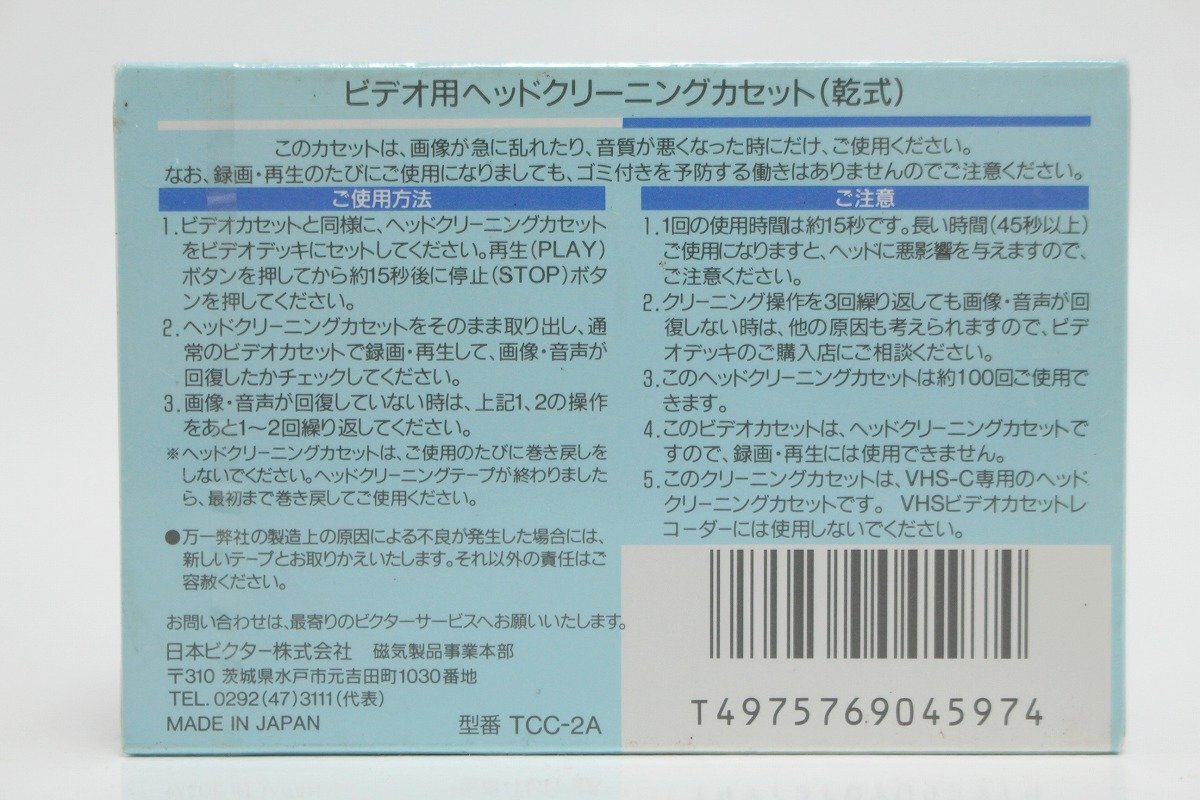 ビデオ用ヘッドクリーニングカセット(乾式)
このカセットは、画像が急に乱れたり、音質が悪くなった時にだけ、ご使用ください。
なお、録画・再生のたびにご使用になりましても、ゴミ付きを予防する働きはありませんのでご注意ください。
ご使用方法
1. ビデオカセットと同様に、ヘッドクリーニングカセット
をビデオデッキにセットしてください。再生(PLAY)
ボタンを押してから約15秒後に停止(STOP)ボタ
ンを押してください。
2. ヘッドクリーニングカセットをそのまま取り出し、通
常のビデオカセットで録画・再生して、画像・音声が
回復したかチェックしてください。
3. 画像・音声が回復していない時は、上記1、2の操作
をあと1〜2回繰り返してください。
※ヘッドクリーニングカセットは、ご使用のたびに巻き戻しを
しないでください。ヘッドクリーニングテープが終わりました
ら、最初まで巻き戻してご使用ください。
●万一弊社の製造上の原因による不良が発生した場合には、
新しいテープとお取りかえいたします。それ以外の責任はご
容赦ください。
お問い合わせは、最寄りのビクターサービスへお願いいたします。
日本ビクター株式会社 磁気製品事業本部
〒310 茨城県水戸市元吉田町1030番地
TEL. 0292(47)3111(代表)
MADE IN JAPAN 型番 TCC-2A
ご注意
1. 1回の使用時間は約15秒です。長い時間(45秒以上)
ご使用になりますと、ヘッドに悪影響を与えますので、
ご注意ください。
2. クリーニング操作を3回繰り返しても画像・音声が回
復しない時は、他の原因も考えられますので、ビデ
オデッキのご購入店にご相談ください。
3. このヘッドクリーニングカセットは約100回ご使用で
きます。
4. このビデオカセットは、ヘッドクリーニングカセットで
すので、録画・再生には使用できません。
5. このクリーニングカセットは、VHS-C専用のヘッド
クリーニングカセットです。 VHSビデオカセットレ
コーダーには使用しないでください。
T4975769045974